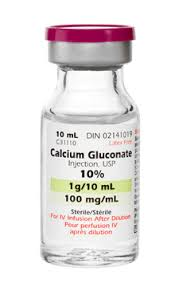 10 mL DIN 02141019
C31110 Latex Free
Calcium Gluconate
Injection, USP
10%
1g/10 mL
100 mg/mL
Sterile/Stérile
For IV Infusion After Dilution
Pour perfusion IV
après dilution